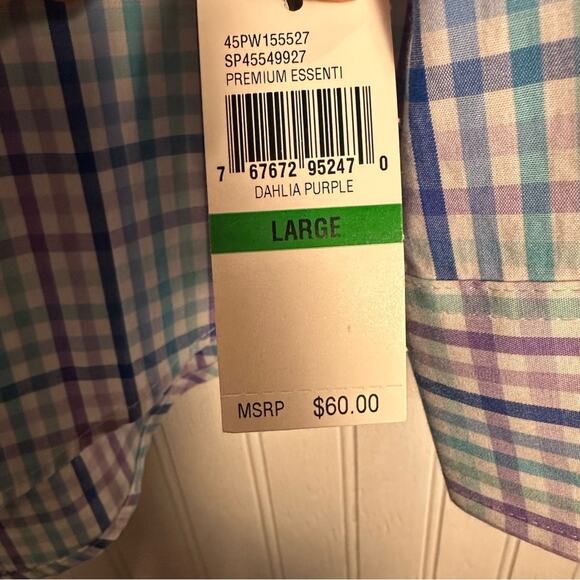 45PW155527
SP45549927
PREMIUM ESSENTI
7 67672 95247 0
DAHLIA PURPLE
LARGE
MSRP $60.00